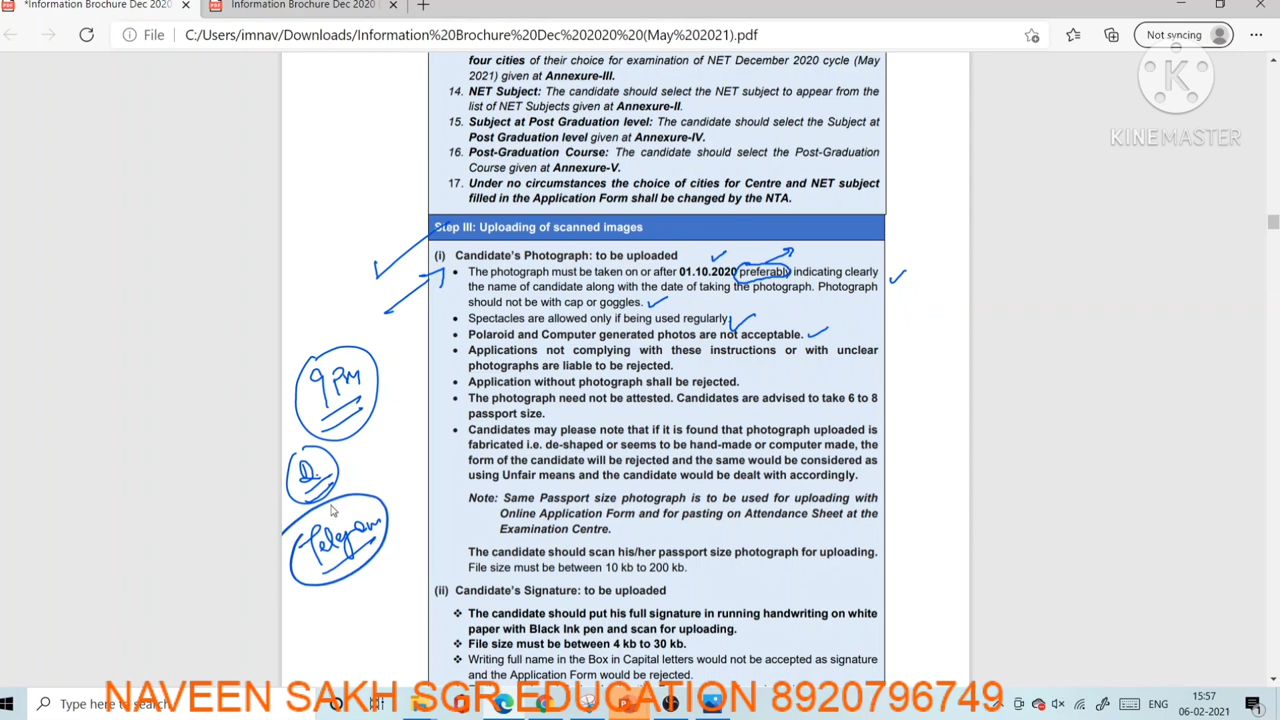 *Information Brochure Dec 2020 (
Information Brochure Dec 2020 (
File
C:/Users/imnav/Downloads/Information%20Brochure%20Dec%202020%20(May%202021).pdf
Not syncing
K
KINEMASTER
four cities of their choice for examination of NET December 2020 cycle (May
2021) given at Annexure-III.
14. NET Subject: The candidate should select the NET subject to appear from the
list of NET Subjects given at Annexure-II.
15. Subject at Post Graduation level: The candidate should select the Subject at
Post Graduation level given at Annexure-IV.
16. Post-Graduation Course: The candidate should select the Post-Graduation
Course given at Annexure-V.
17. Under no circumstances the choice of cities for Centre and NET subject
filled in the Application Form shall be changed by the NTA.
Step III: Uploading of scanned images
(i) Candidate's Photograph: to be uploaded
• The photograph must be taken on or after 01.10.2020 preferably indicating clearly
the name of candidate along with the date of taking the photograph. Photograph
should not be with cap or goggles.
• Spectacles are allowed only if being used regularly
• Polaroid and Computer generated photos are not acceptable.
• Applications not complying with these instructions or with unclear
photographs are liable to be rejected.
• Application without photograph shall be rejected.
• The photograph need not be attested. Candidates are advised to take 6 to 8
passport size.
• Candidates may please note that if it is found that photograph uploaded is
fabricated i.e. de-shaped or seems to be hand-made or computer made, the
form of the candidate will be rejected and the same would be considered as
using Unfair means and the candidate would be dealt with accordingly.
Note: Same Passport size photograph is to be used for uploading with
Online Application Form and for pasting on Attendance Sheet at the
Examination Centre.
The candidate should scan his/her passport size photograph for uploading.
File size must be between 10 kb to 200 kb.
(ii) Candidate's Signature: to be uploaded
❖ The candidate should put his full signature in running handwriting on white
paper with Black Ink pen and scan for uploading.
❖ File size must be between 4 kb to 30 kb.
❖ Writing full name in the Box in Capital letters would not be accepted as signature
and the Application Form would be rejected.
9 PM
D.
Telegram
Type here to search
NAVEEN SAKH SGR EDUCATION 8920796749
ENG
15:57
06-02-2021